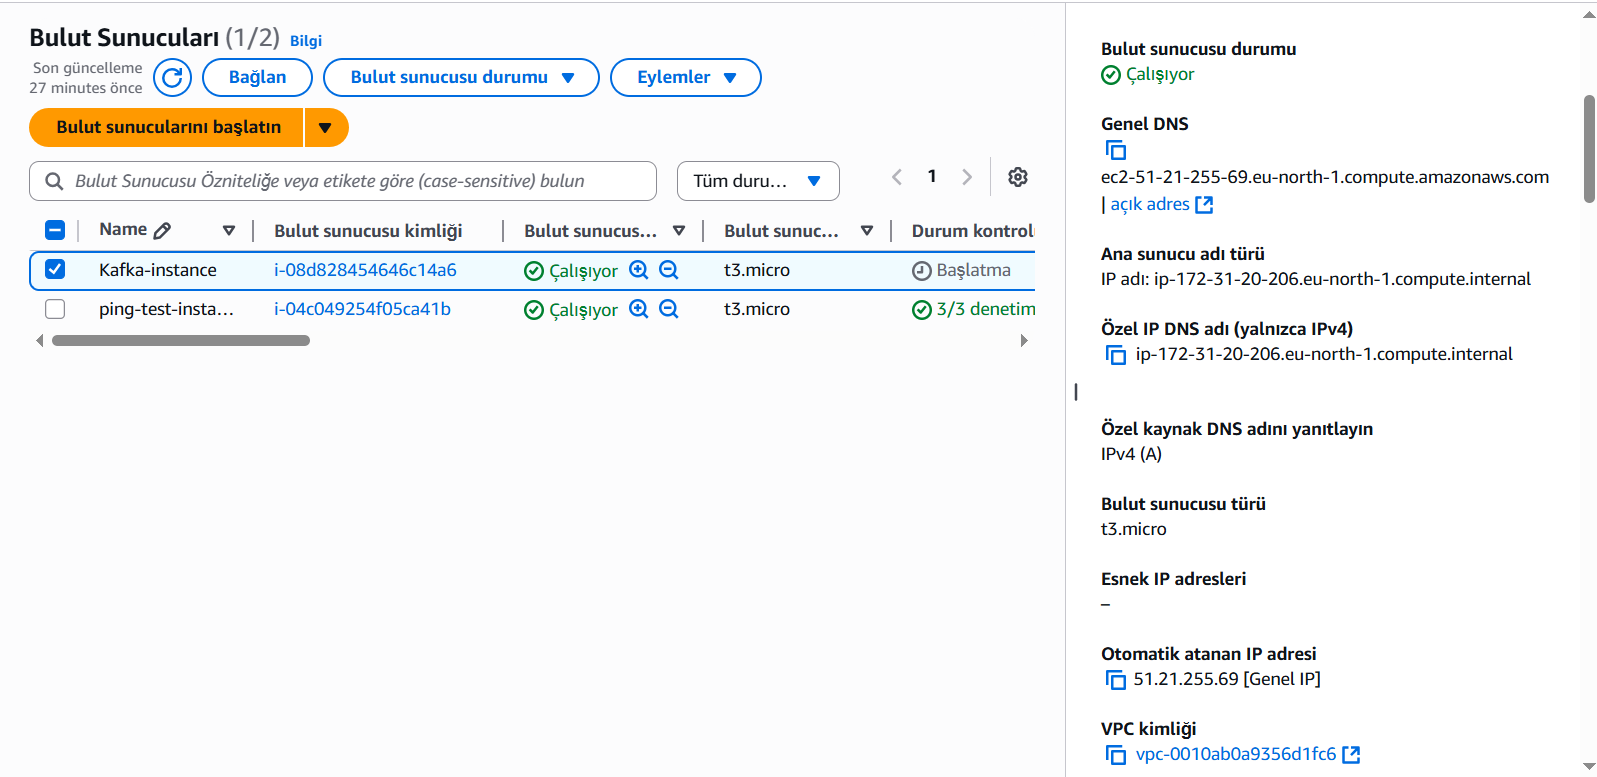 Bulut Sunucuları (1/2) Bilgi
Son güncelleme
27 minutes önce
Bağlan
Bulut sunucusu durumu
Eylemler
Bulut sunucularını başlatın
Bulut Sunucusu Özniteliğe veya etikete göre (case-sensitive) bulun
Tüm duru...
1
Name
Bulut sunucusu kimliği
Bulut sunucus...
Bulut sunuc...
Durum kontrol
Kafka-instance
i-08d828454646c14a6
Çalışıyor
t3.micro
Başlatma
ping-test-insta...
i-04c049254f05ca41b
Çalışıyor
t3.micro
3/3 denetim
Bulut sunucusu durumu
Çalışıyor
Genel DNS
ec2-51-21-255-69.eu-north-1.compute.amazonaws.com
| açık adres
Ana sunucu adı türü
IP adı: ip-172-31-20-206.eu-north-1.compute.internal
Özel IP DNS adı (yalnızca IPv4)
ip-172-31-20-206.eu-north-1.compute.internal
Özel kaynak DNS adını yanıtlayın
IPv4 (A)
Bulut sunucusu türü
t3.micro
Esnek IP adresleri
–
Otomatik atanan IP adresi
51.21.255.69 [Genel IP]
VPC kimliği
vpc-0010ab0a9356d1fc6